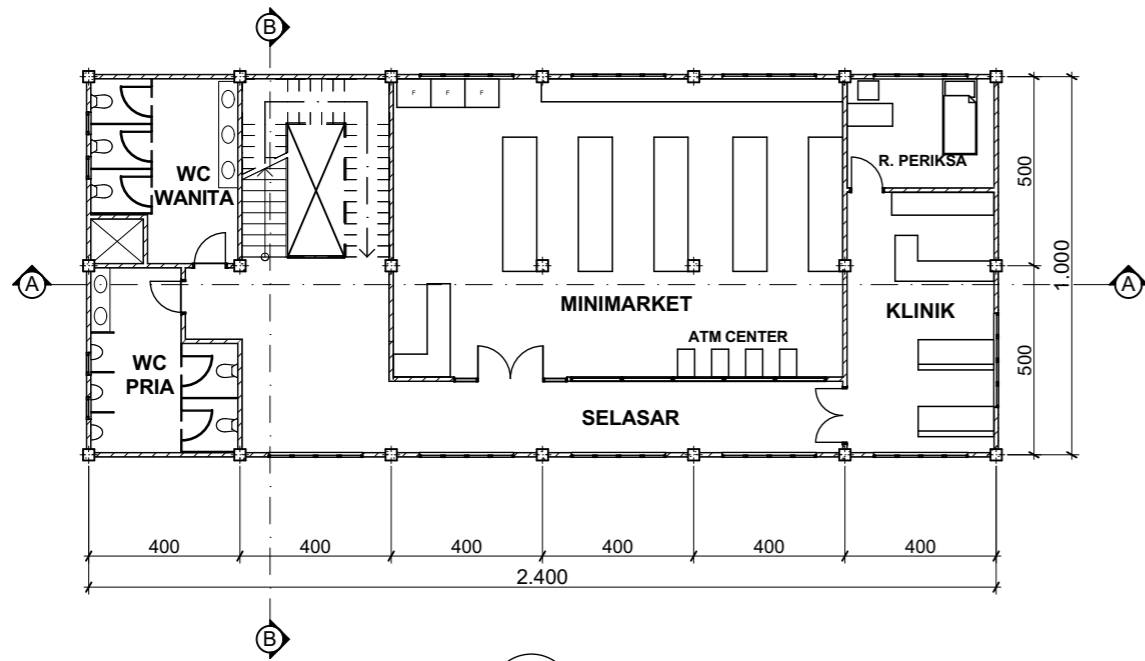 B
F F F
WC
WANITA
R. PERIKSA
500
1.000
A
A
MINIMARKET
KLINIK
ATM CENTER
WC
PRIA
500
SELASAR
400 400 400 400 400 400
2.400
B